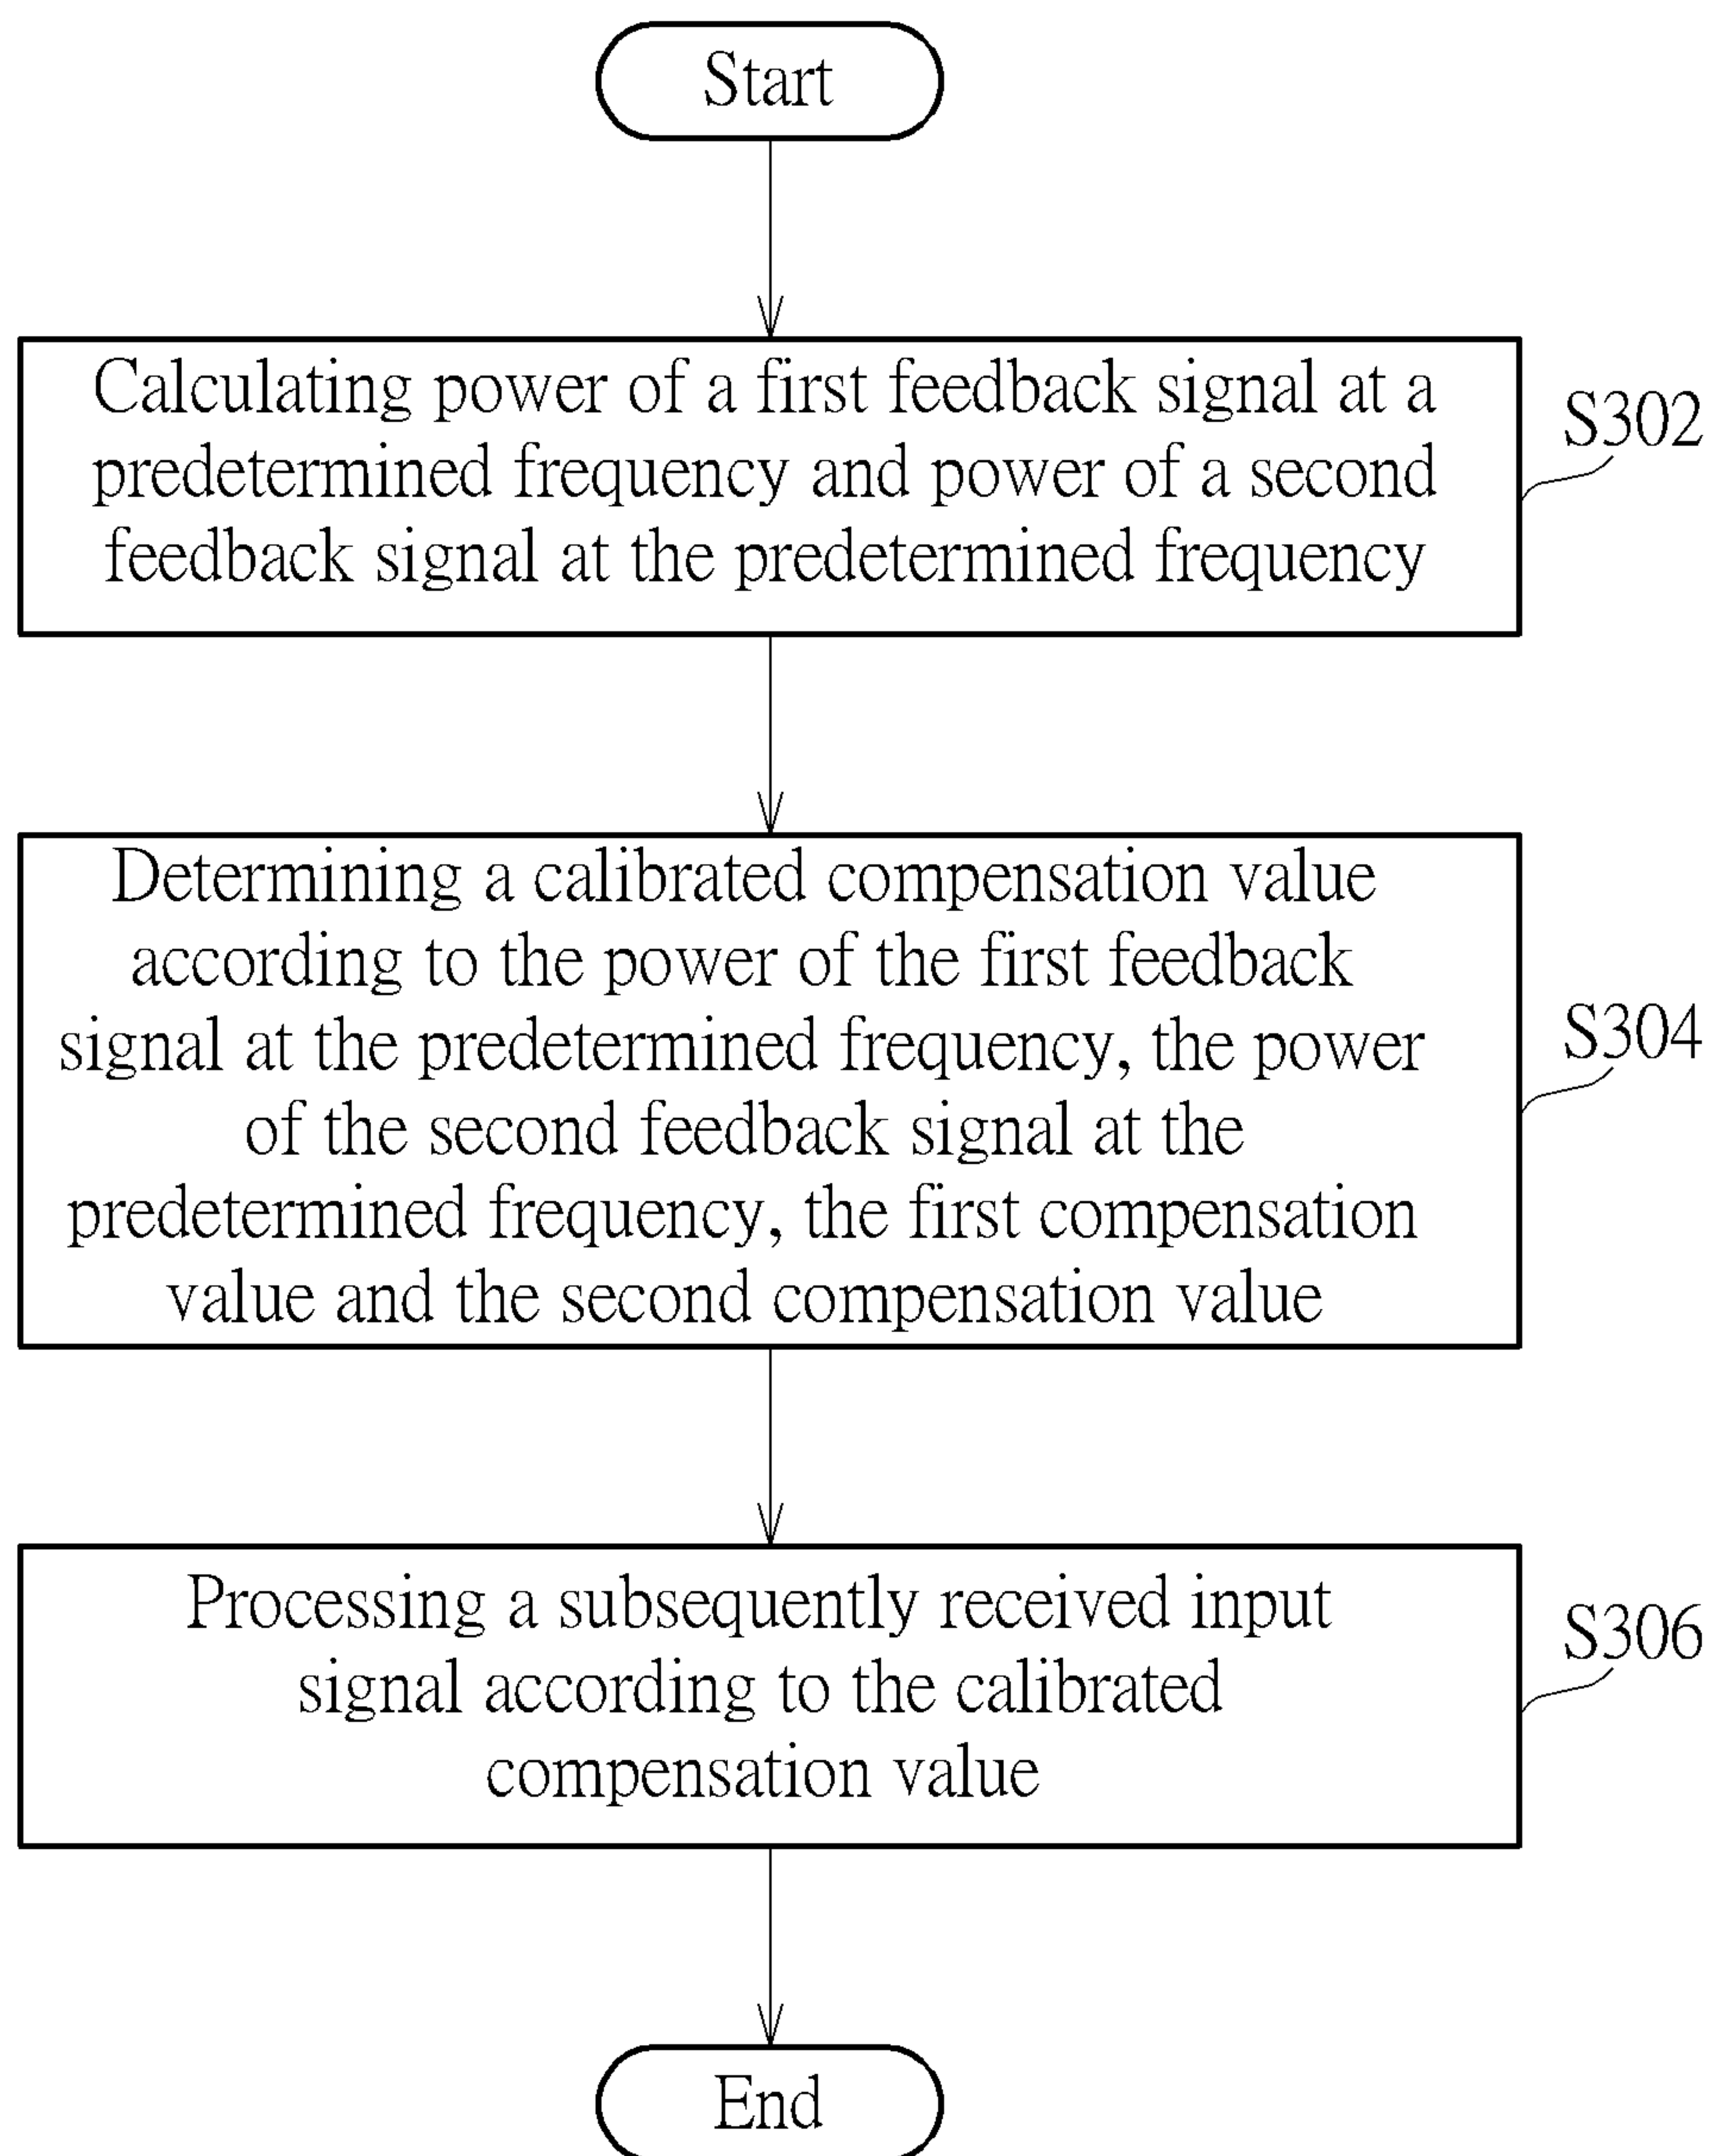 Start
Calculating power of a first feedback signal at a
predetermined frequency and power of a second
feedback signal at the predetermined frequency
S302
Determining a calibrated compensation value
according to the power of the first feedback
signal at the predetermined frequency, the power
of the second feedback signal at the
predetermined frequency, the first compensation
value and the second compensation value
S304
Processing a subsequently received input
signal according to the calibrated
compensation value
S306
End